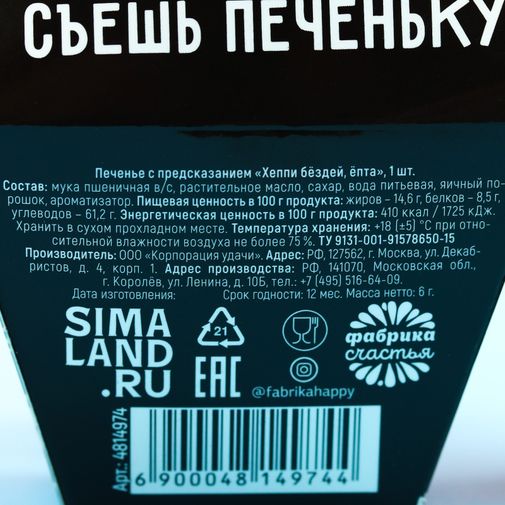 СЪЕШЬ ПЕЧЕНЬКУ
Печенье с предсказанием «Хеппи бёздей, ёпта», 1 шт.
Состав: мука пшеничная в/с, растительное масло, сахар, вода питьевая, яичный по-
рошок, ароматизатор. Пищевая ценность в 100 г продукта: жиров – 14,6 г, белков – 8,5 г,
углеводов – 61,2 г. Энергетическая ценность в 100 г продукта: 410 ккал / 1725 кДж.
Хранить в сухом прохладном месте. Температура хранения: +18 (±5) °С при отно-
сительной влажности воздуха не более 75 %. ТУ 9131-001-91578650-15
Производитель: ООО «Корпорация удачи». Адрес: РФ, 127562, г. Москва, ул. Декаб-
ристов, д. 4, корп. 1. Адрес производства: РФ, 141070, Московская обл.,
г. Королёв, ул. Ленина, д. 10Б, тел.: +7 (495) 516-64-09.
Дата изготовления: Срок годности: 12 мес. Масса нетто: 6 г.
SIMA
LAND
.RU
21
EAC
фабрика
счастья
@fabrikahappy
Арт.: 4814974
6 900048 149744